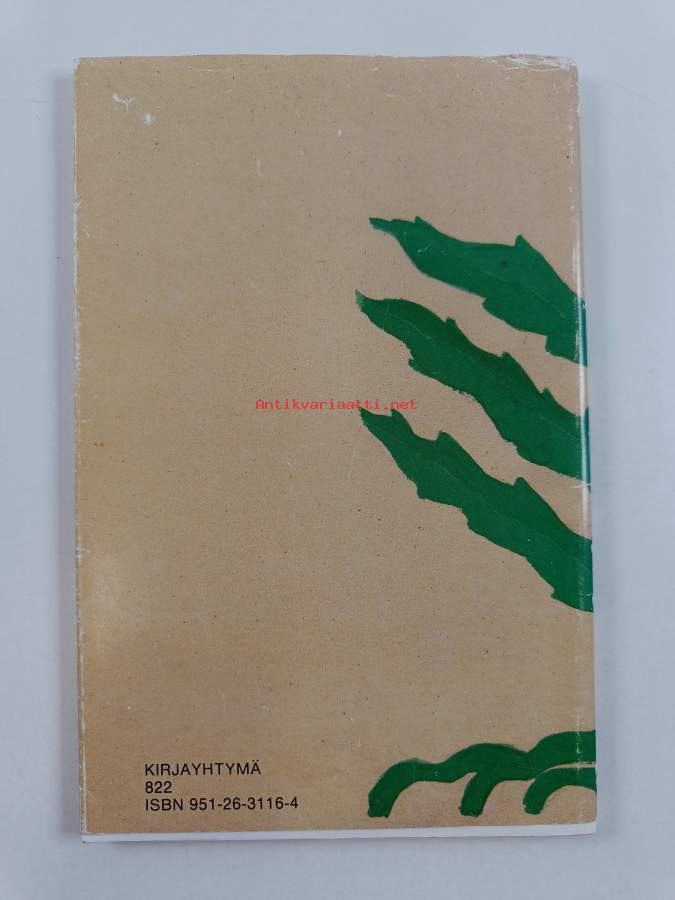 Antikvariaatti.net
KIRJAYHTYMÄ
822
ISBN 951-26-3116-4